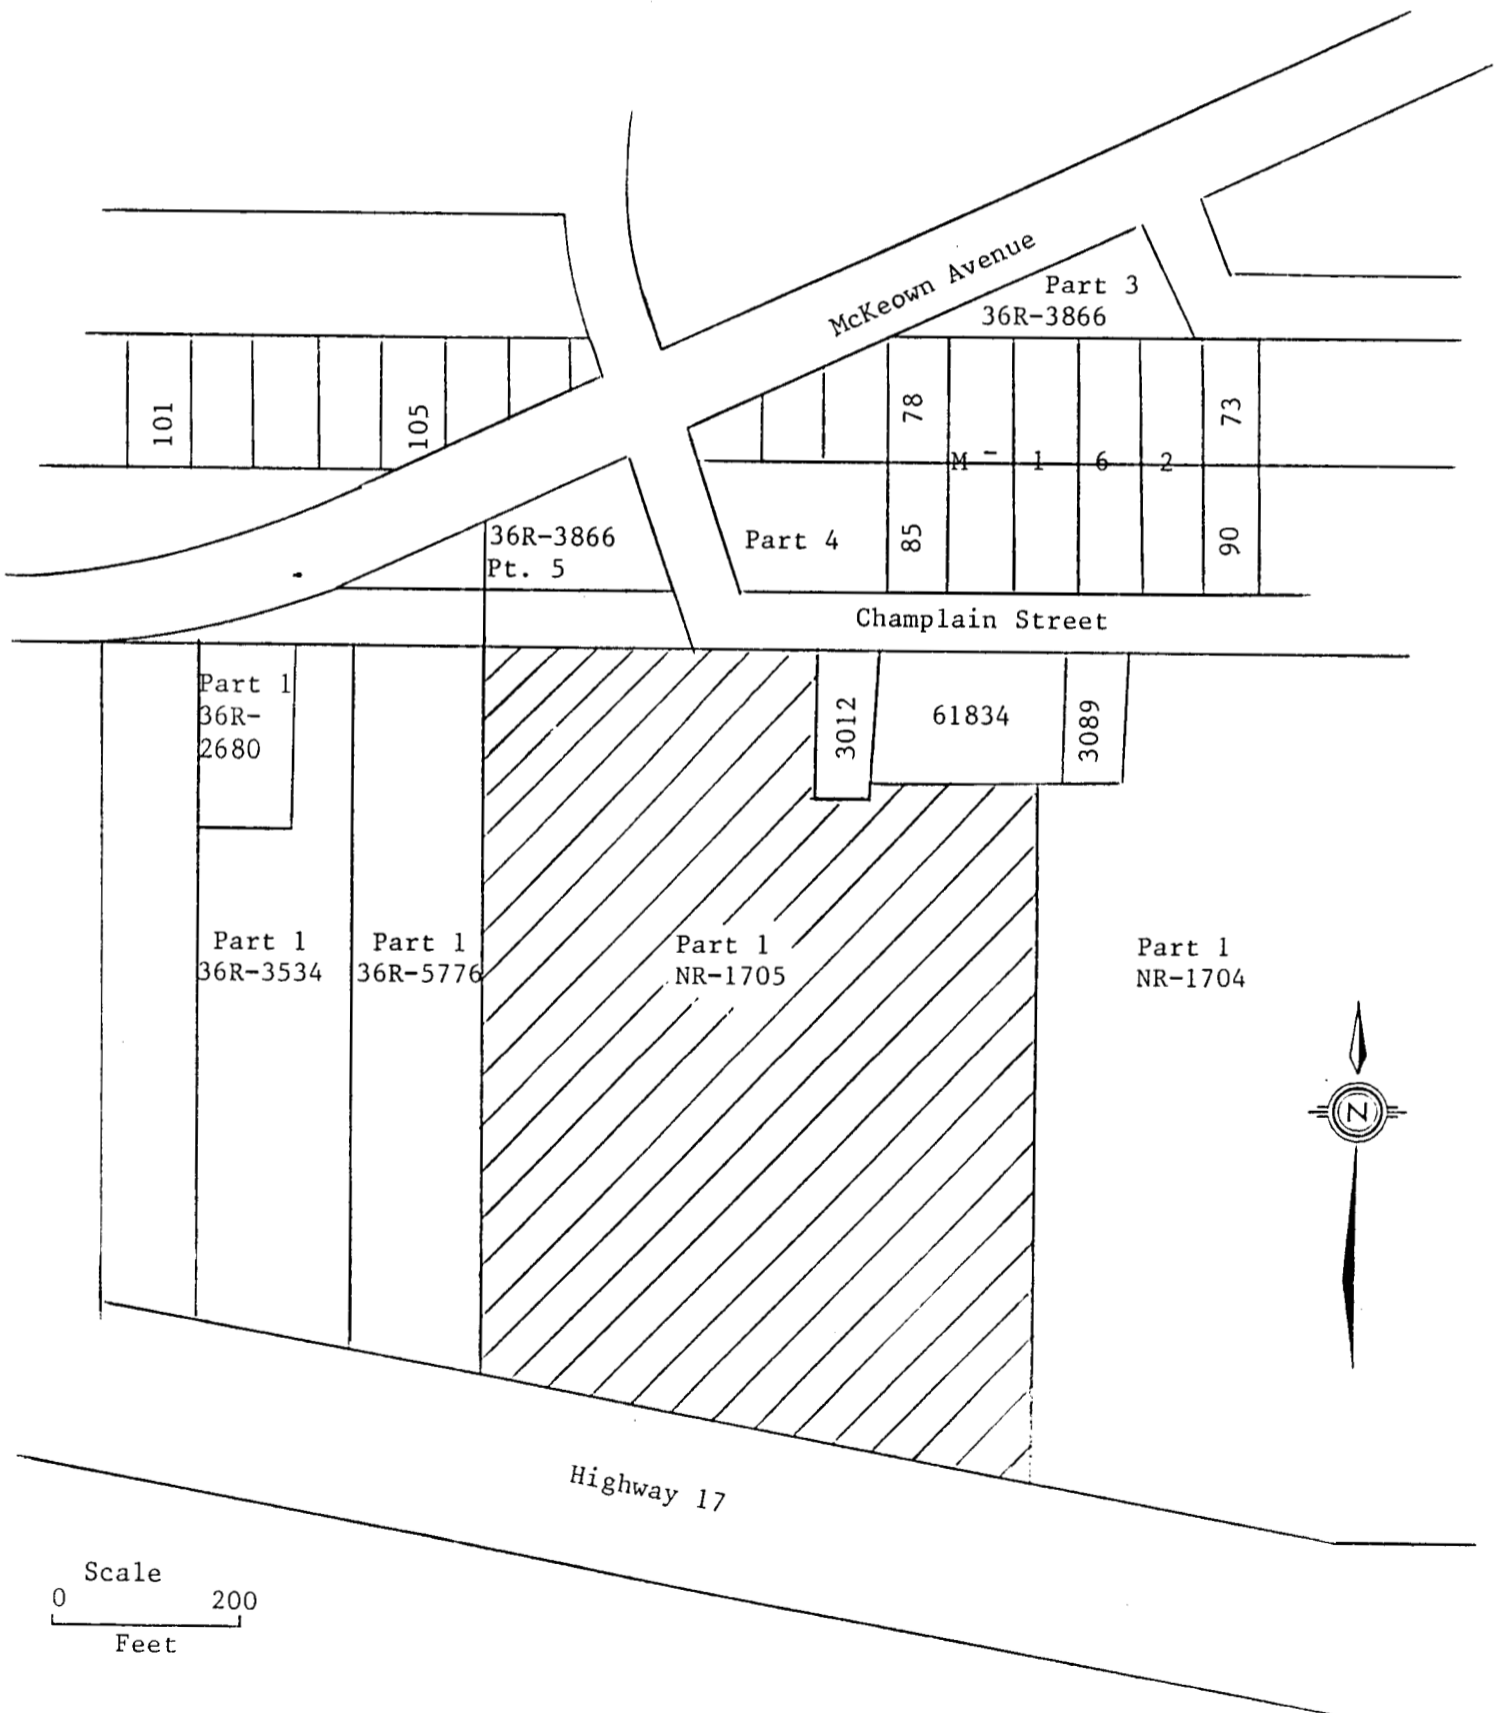 McKeown Avenue
Part 3
36R-3866
101
105
78
73
M - 1 6 2
36R-3866
Pt. 5
Part 4
85
90
Champlain Street
Part 1
36R-
2680
3012
61834
3089
Part 1
36R-3534
Part 1
36R-5776
Part 1
NR-1705
Part 1
NR-1704
N
Highway 17
Scale
0 200
Feet